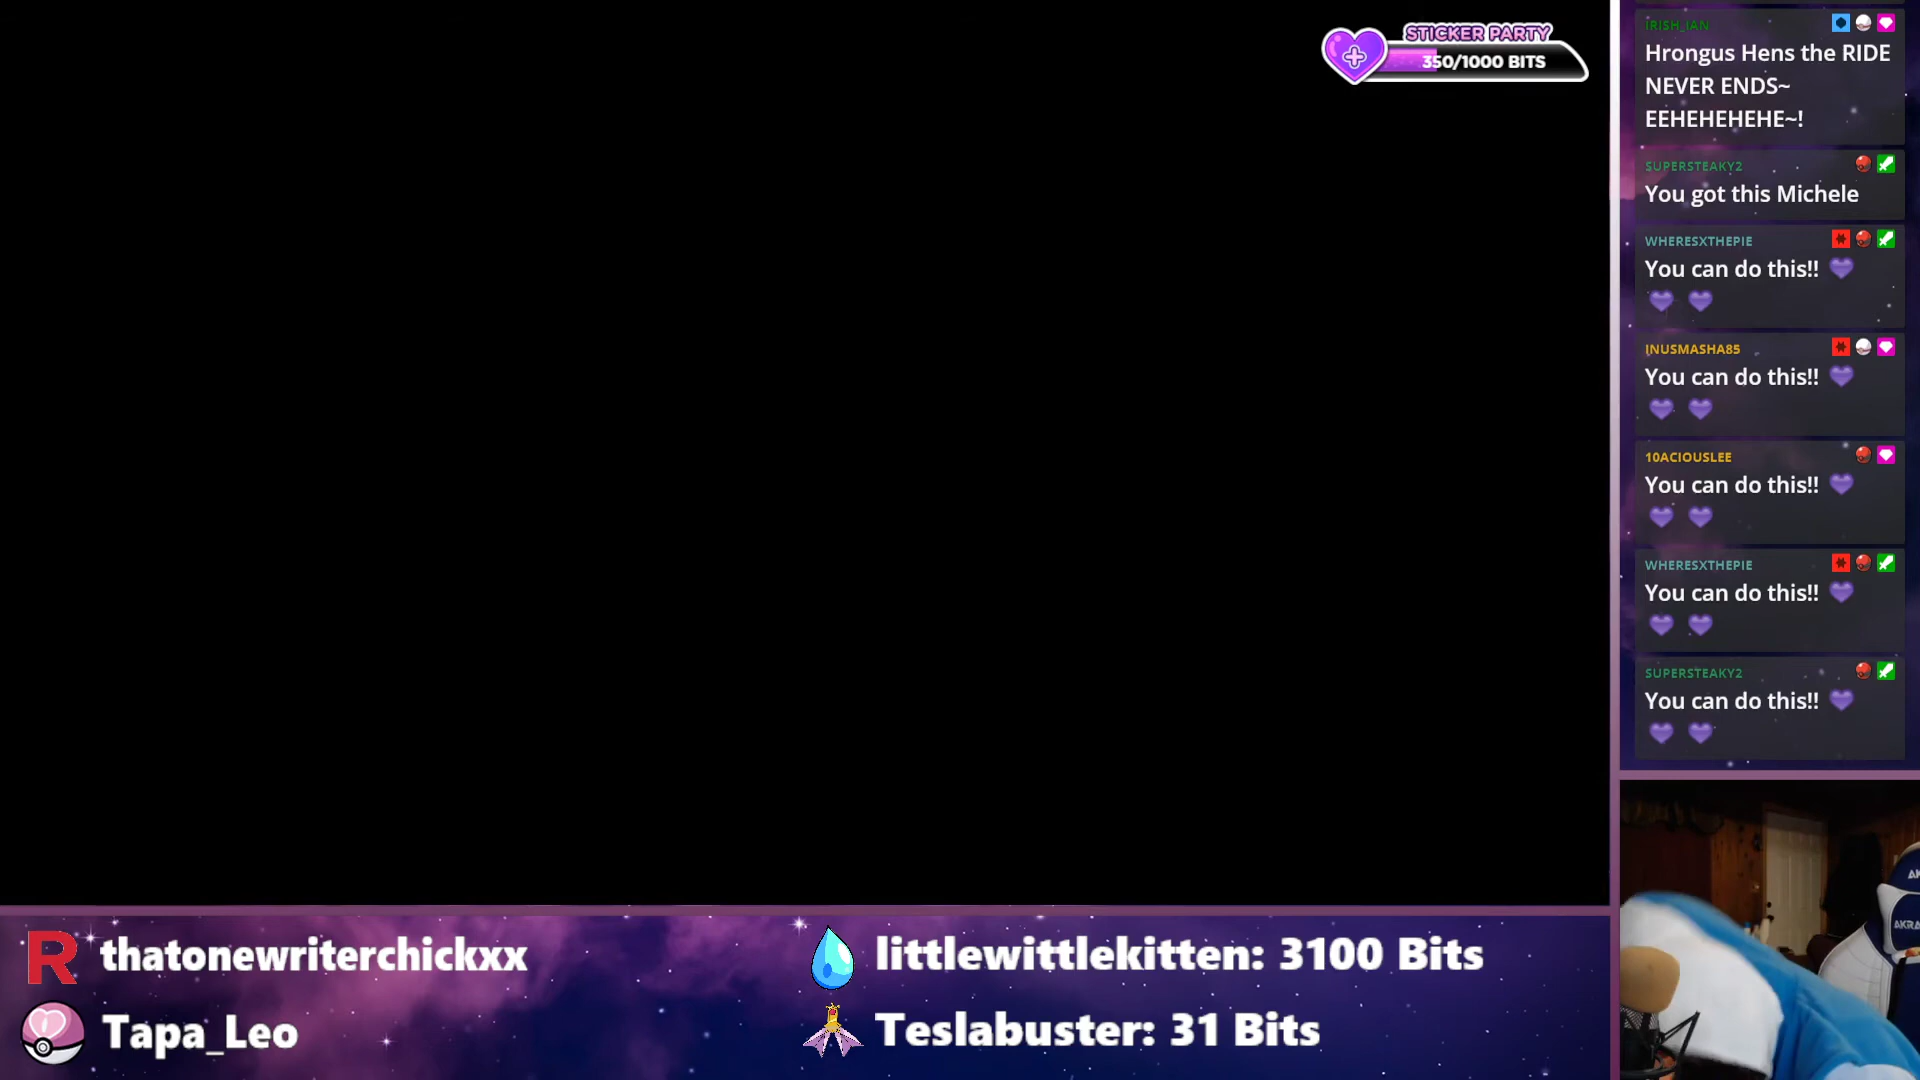 STICKER PARTY
350/1000 BITS
IRISH_IAN
Hrongus Hens the RIDE
NEVER ENDS~
EEHEHEHEHE~!
SUPERSTEAKY2
You got this Michele
WHERESXTHEPIE
You can do this!!
INUSMASHA85
You can do this!!
10ACIOUSLEE
You can do this!!
WHERESXTHEPIE
You can do this!!
SUPERSTEAKY2
You can do this!!
R thatonewriterchickxx
Tapa_Leo
littlewittlekitten: 3100 Bits
Teslabuster: 31 Bits